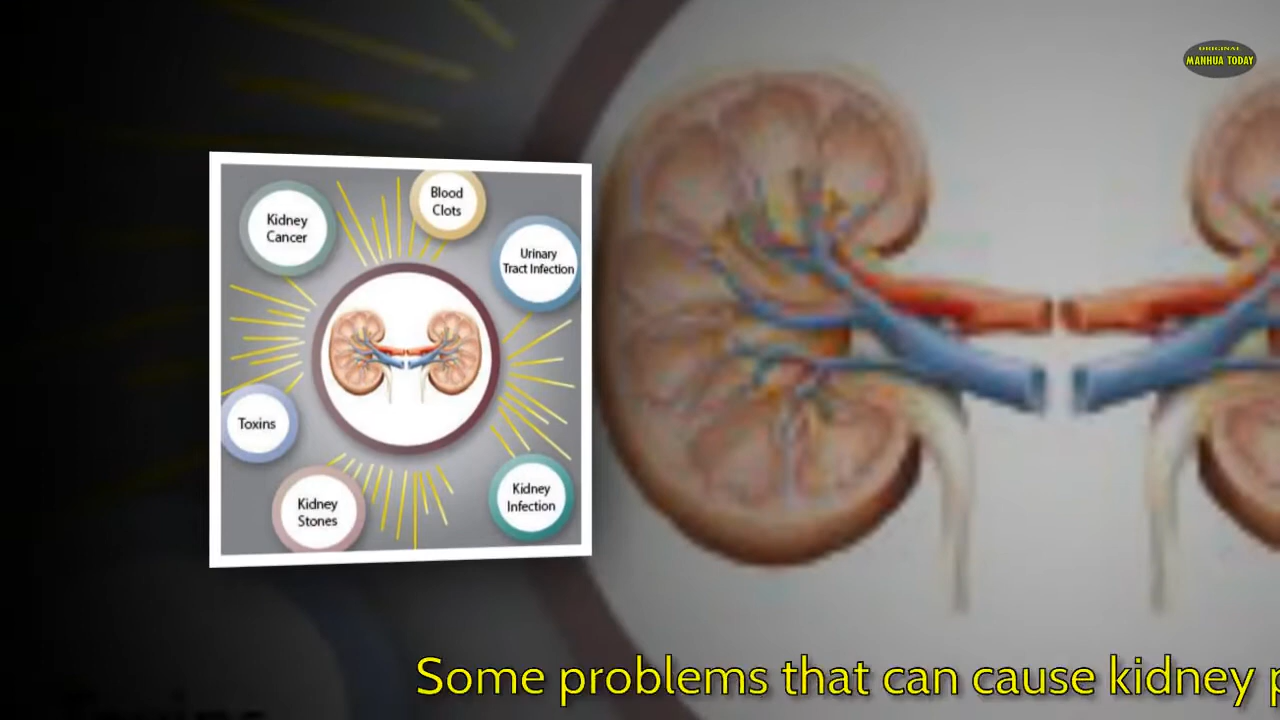 ORIGINAL
MANHUA TODAY
Blood
Clots
Kidney
Cancer
Urinary
Tract Infection
Toxins
Kidney
Stones
Kidney
Infection
Some problems that can cause kidney p